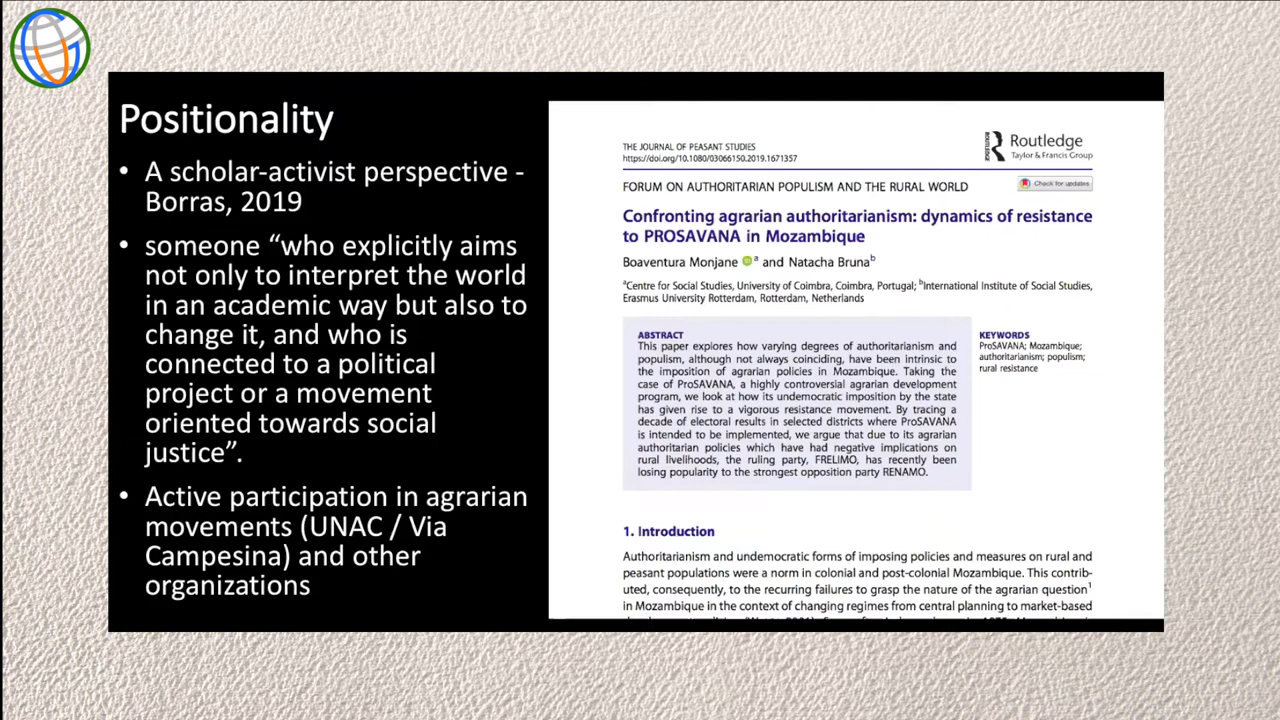 Positionality
• A scholar-activist perspective -
Borras, 2019
• someone “who explicitly aims
not only to interpret the world
in an academic way but also to
change it, and who is
connected to a political
project or a movement
oriented towards social
justice”.
• Active participation in agrarian
movements (UNAC / Via
Campesina) and other
organizations
THE JOURNAL OF PEASANT STUDIES
https://doi.org/10.1080/03066150.2019.1671357
ROUTLEDGE
Routledge
Taylor & Francis Group
FORUM ON AUTHORITARIAN POPULISM AND THE RURAL WORLD
Check for updates
Confronting agrarian authoritarianism: dynamics of resistance
to PROSAVANA in Mozambique
Boaventura Monjane a and Natacha Bruna b
aCentre for Social Studies, University of Coimbra, Coimbra, Portugal; bInternational Institute of Social Studies,
Erasmus University Rotterdam, Rotterdam, Netherlands
ABSTRACT
This paper explores how varying degrees of authoritarianism and
populism, although not always coinciding, have been intrinsic to
the imposition of agrarian policies in Mozambique. Taking the
case of ProSAVANA, a highly controversial agrarian development
program, we look at how its undemocratic imposition by the state
has given rise to a vigorous resistance movement. By tracing a
decade of electoral results in selected districts where ProSAVANA
is intended to be implemented, we argue that due to its agrarian
authoritarian policies which have had negative implications on
rural livelihoods, the ruling party, FRELIMO, has recently been
losing popularity to the strongest opposition party RENAMO.
KEYWORDS
ProSAVANA; Mozambique;
authoritarianism; populism;
rural resistance
1. Introduction
Authoritarianism and undemocratic forms of imposing policies and measures on rural and
peasant populations were a norm in colonial and post-colonial Mozambique. This contrib-
uted, consequently, to the recurring failures to grasp the nature of the agrarian question1
in Mozambique in the context of changing regimes from central planning to market-based